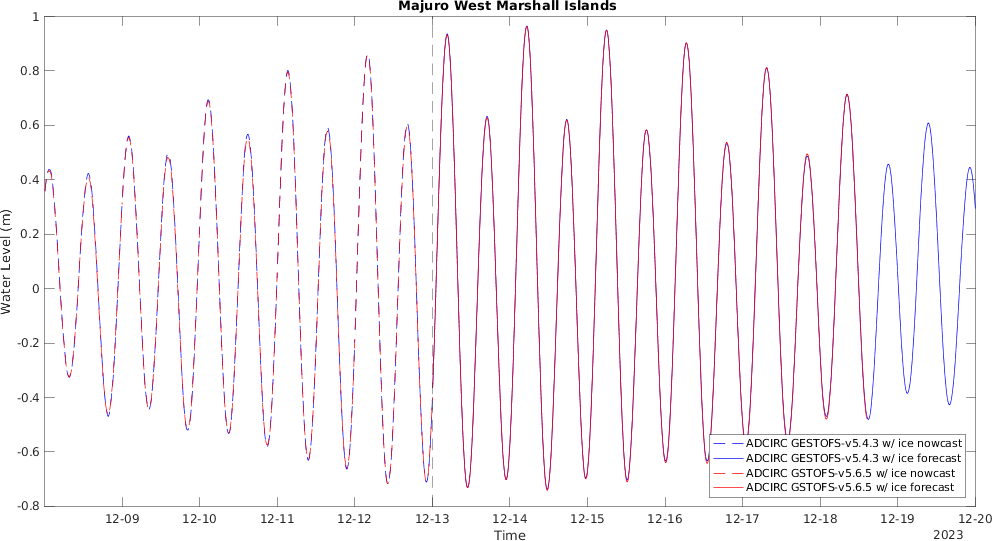 Majuro West Marshall Islands
Water Level (m)
1
0.8
0.6
0.4
0.2
0
-0.2
-0.4
-0.6
-0.8
ADCIRC GESTOFS-v5.4.3 w/ ice nowcast
ADCIRC GESTOFS-v5.4.3 w/ ice forecast
ADCIRC GSTOFS-v5.6.5 w/ ice nowcast
ADCIRC GSTOFS-v5.6.5 w/ ice forecast
12-09 12-10 12-11 12-12 12-13 12-14 12-15 12-16 12-17 12-18 12-19 12-20
Time
2023